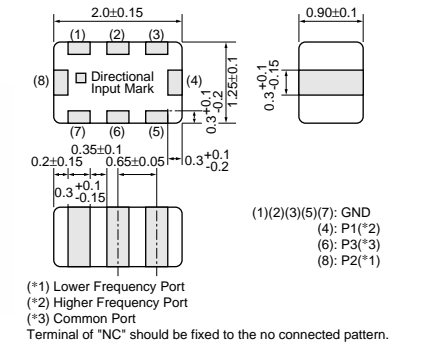 2.0±0.15
0.90±0.1
(1) (2) (3)
(8) Directional Input Mark (4)
(7) (6) (5)
0.3 +0.1 -0.2
1.25±0.1
0.3 +0.1 -0.15
0.35±0.1
0.2±0.15 0.65±0.05 0.3 +0.1 -0.2
0.3 +0.1 -0.15
(1)(2)(3)(5)(7): GND
(4): P1(*2)
(6): P3(*3)
(8): P2(*1)
(*1) Lower Frequency Port
(*2) Higher Frequency Port
(*3) Common Port
Terminal of "NC" should be fixed to the no connected pattern.